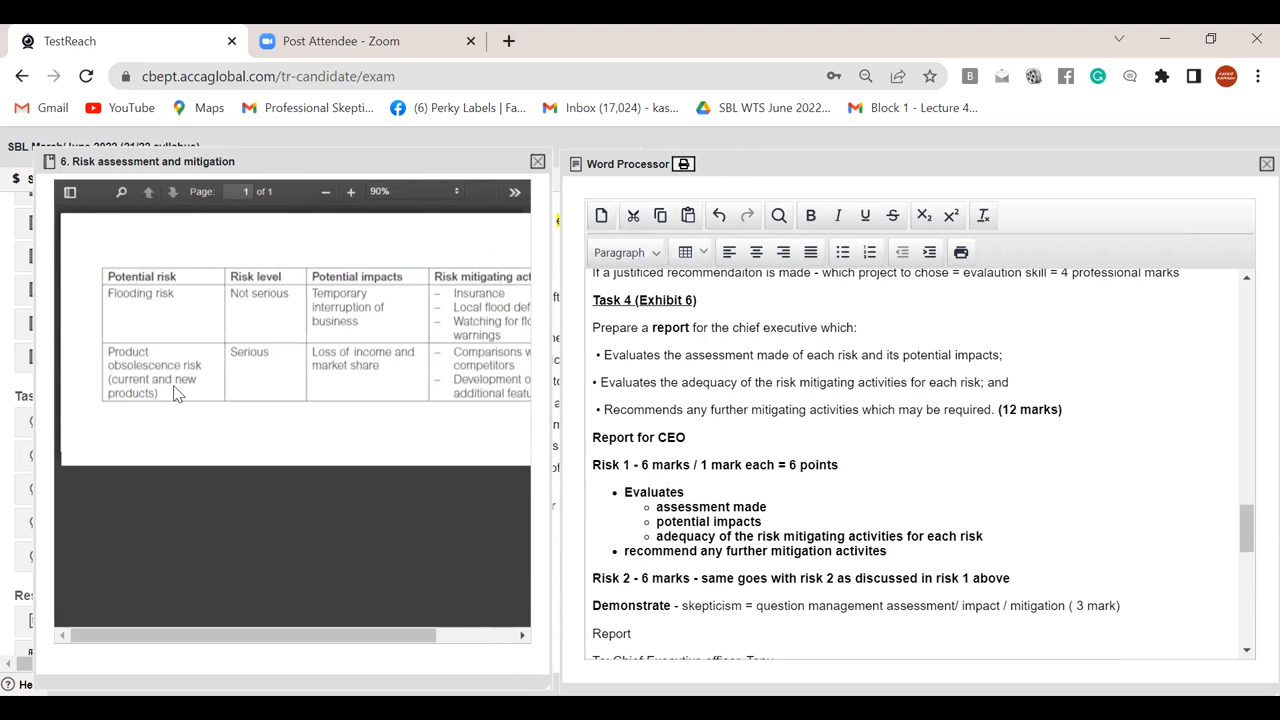 TestReach
Post Attendee - Zoom
cbept.accaglobal.com/tr-candidate/exam
Gmail
YouTube
Maps
Professional Skepti...
(6) Perky Labels | Fa...
Inbox (17,024) - kas...
SBL WTS June 2022...
Block 1 - Lecture 4...
6. Risk assessment and mitigation
Page: 1 of 1
90%
Potential risk Risk level Potential impacts Risk mitigating act
Flooding risk Not serious Temporary – Insurance
interruption of – Local flood def
business – Watching for flo
warnings
Product Serious Loss of income and – Comparisons w
obsolescence risk market share competitors
(current and new – Development o
products) additional featu
Word Processor
Paragraph
If a justificed recommendaiton is made - which project to chose = evalaution skill = 4 professional marks
Task 4 (Exhibit 6)
Prepare a report for the chief executive which:
• Evaluates the assessment made of each risk and its potential impacts;
• Evaluates the adequacy of the risk mitigating activities for each risk; and
• Recommends any further mitigating activities which may be required. (12 marks)
Report for CEO
Risk 1 - 6 marks / 1 mark each = 6 points
• Evaluates
○ assessment made
○ potential impacts
○ adequacy of the risk mitigating activities for each risk
• recommend any further mitigation activites
Risk 2 - 6 marks - same goes with risk 2 as discussed in risk 1 above
Demonstrate - skepticism = question management assessment/ impact / mitigation ( 3 mark)
Report
He